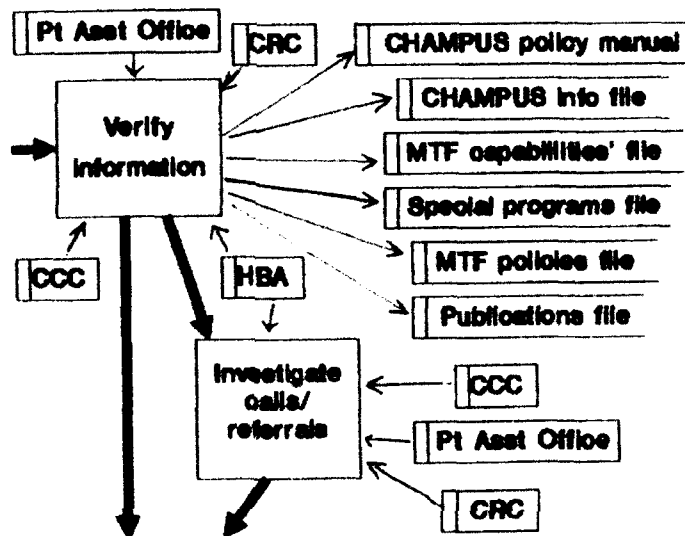 Pt Asst Office
CRC
CHAMPUS policy manual
Verify
information
CHAMPUS info file
MTF capabilities' file
Special programs file
CCC
HBA
MTF policies file
Publications file
Investigate
calls/
referrals
CCC
Pt Asst Office
CRC